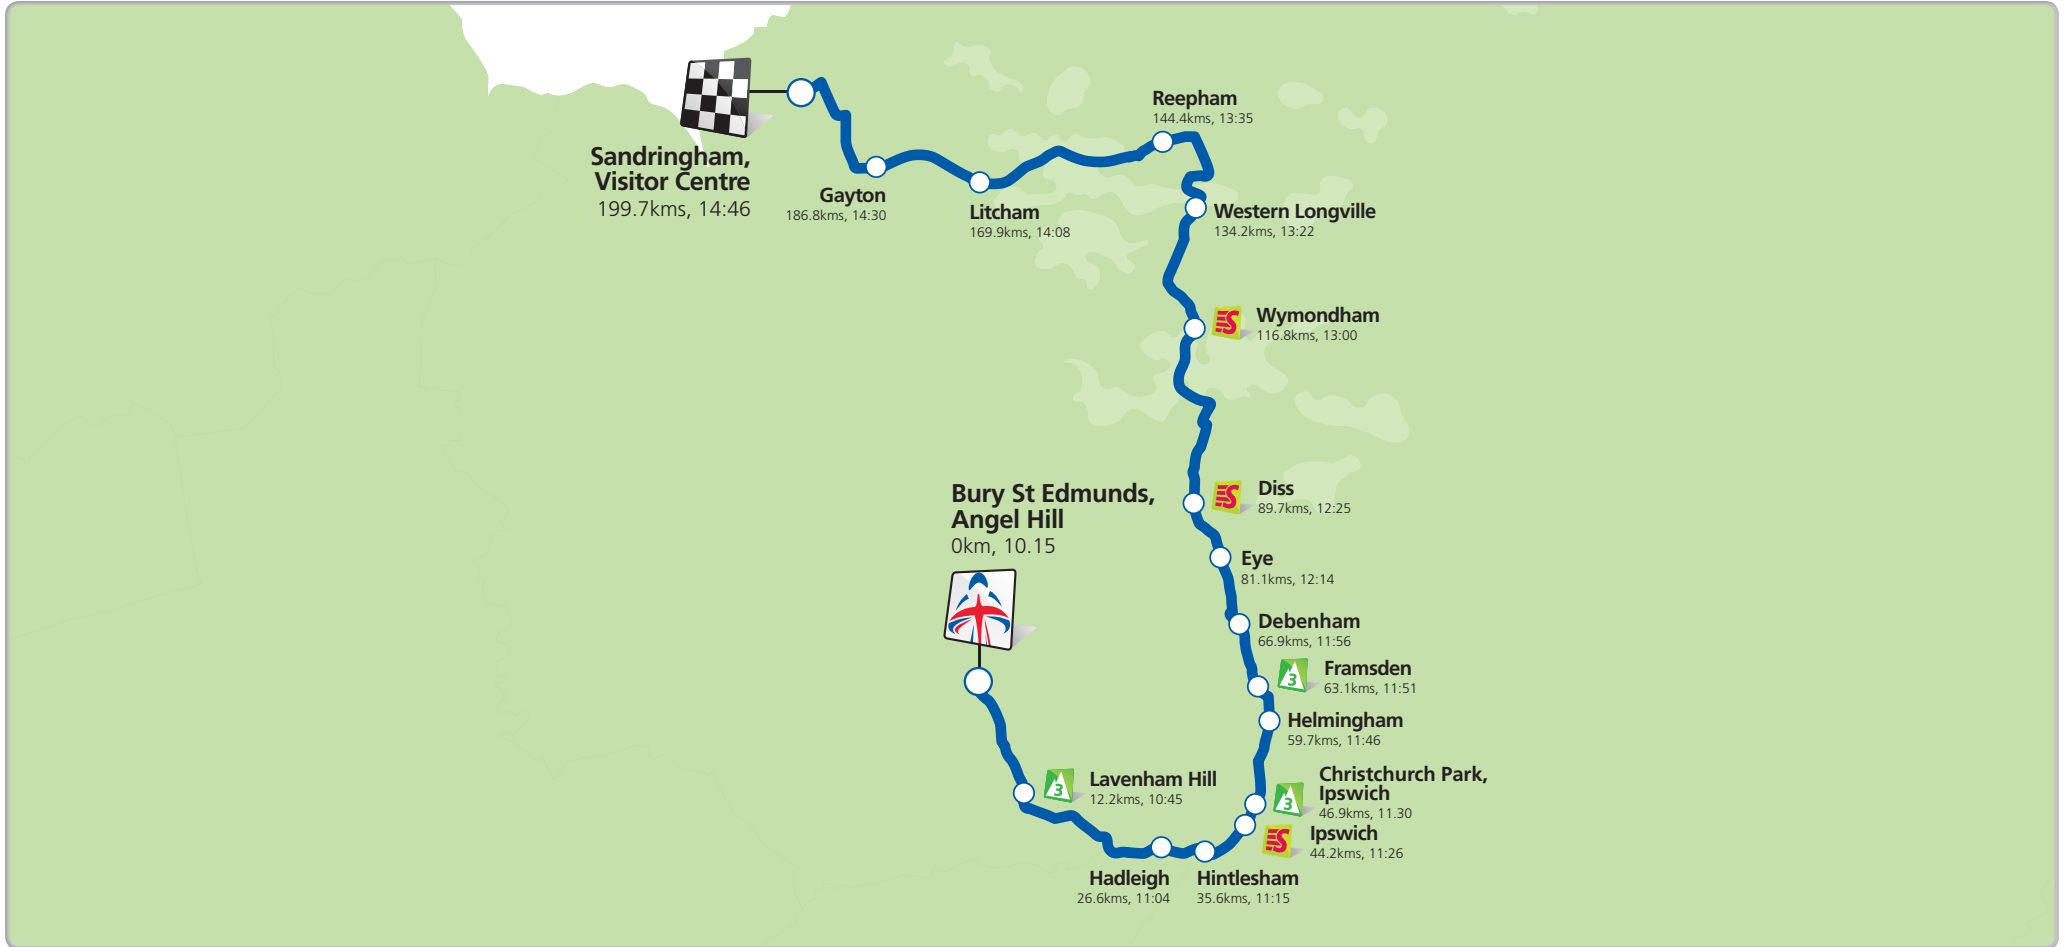 Reepham
144.4kms, 13:35
Sandringham,
Visitor Centre
199.7kms, 14:46
Gayton
186.8kms, 14:30
Litcham
169.9kms, 14:08
Western Longville
134.2kms, 13:22
S
Wymondham
116.8kms, 13:00
S
Diss
89.7kms, 12:25
Bury St Edmunds,
Angel Hill
0km, 10.15
Eye
81.1kms, 12:14
Debenham
66.9kms, 11:56
3
Framsden
63.1kms, 11:51
Helmingham
59.7kms, 11:46
3
Christchurch Park,
Ipswich
46.9kms, 11.30
3
Lavenham Hill
12.2kms, 10:45
S
Ipswich
44.2kms, 11:26
Hadleigh
26.6kms, 11:04
Hintlesham
35.6kms, 11:15